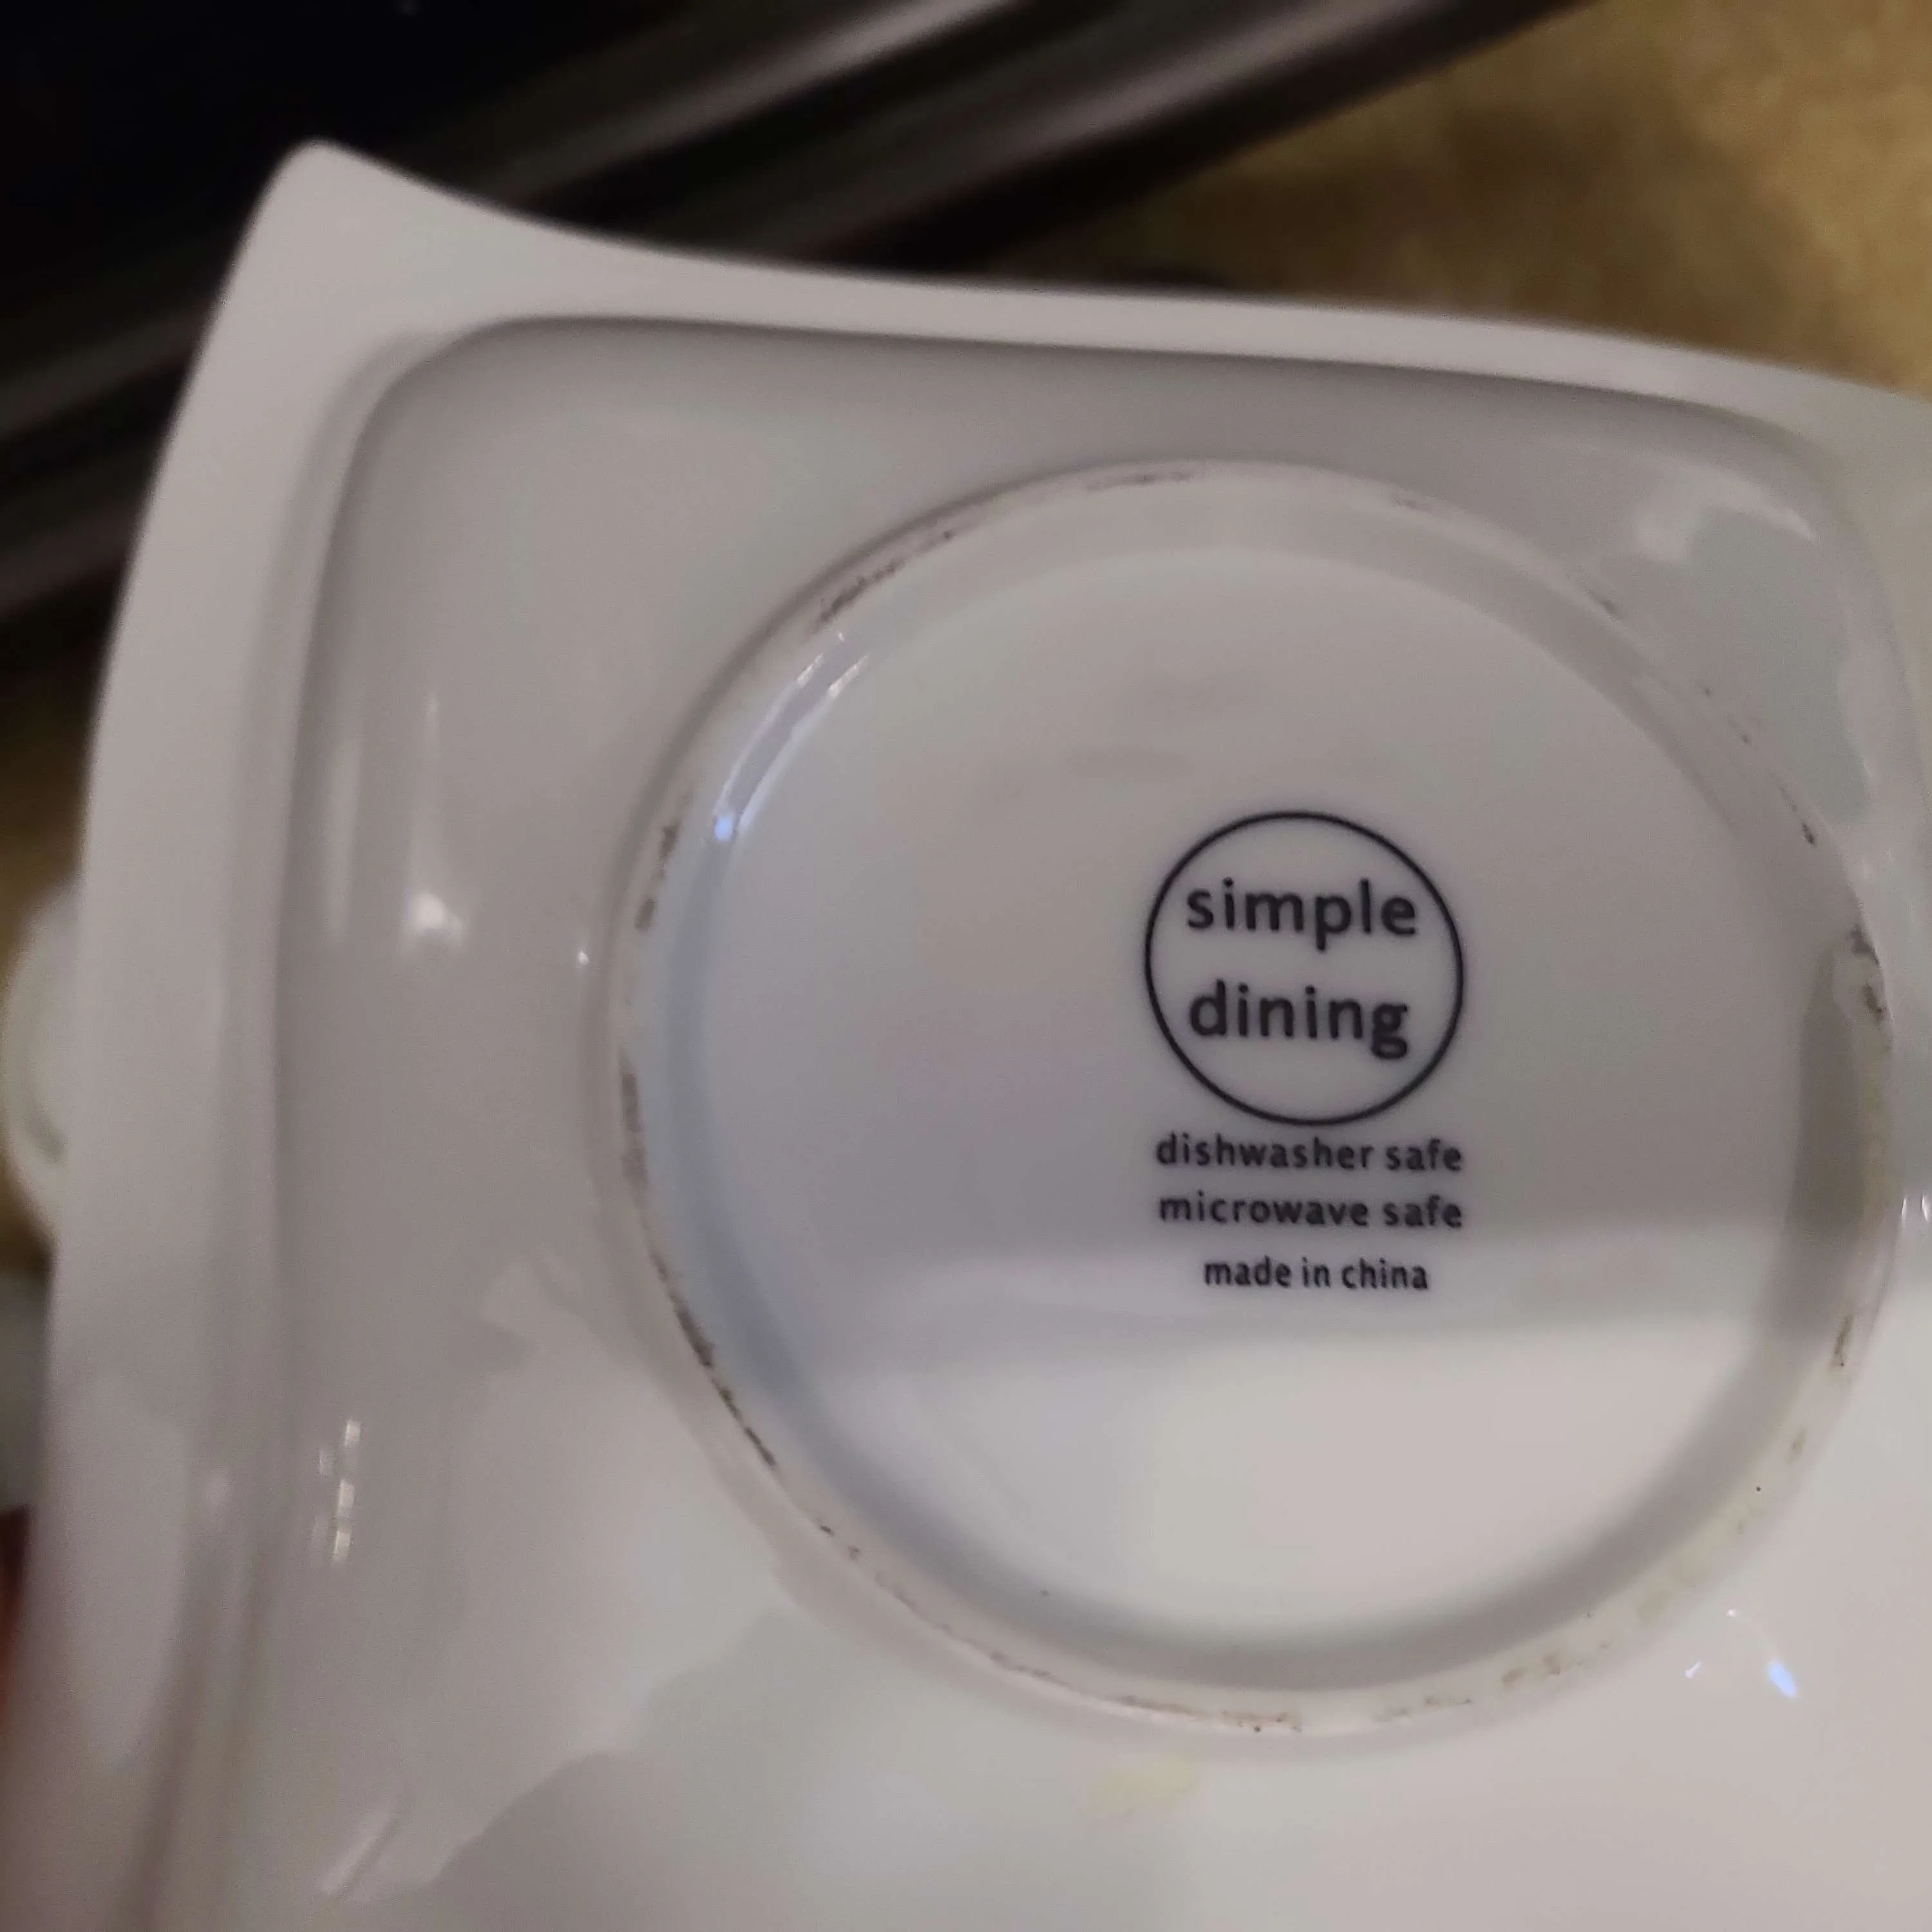 simple
dining
dishwasher safe
microwave safe
made in china